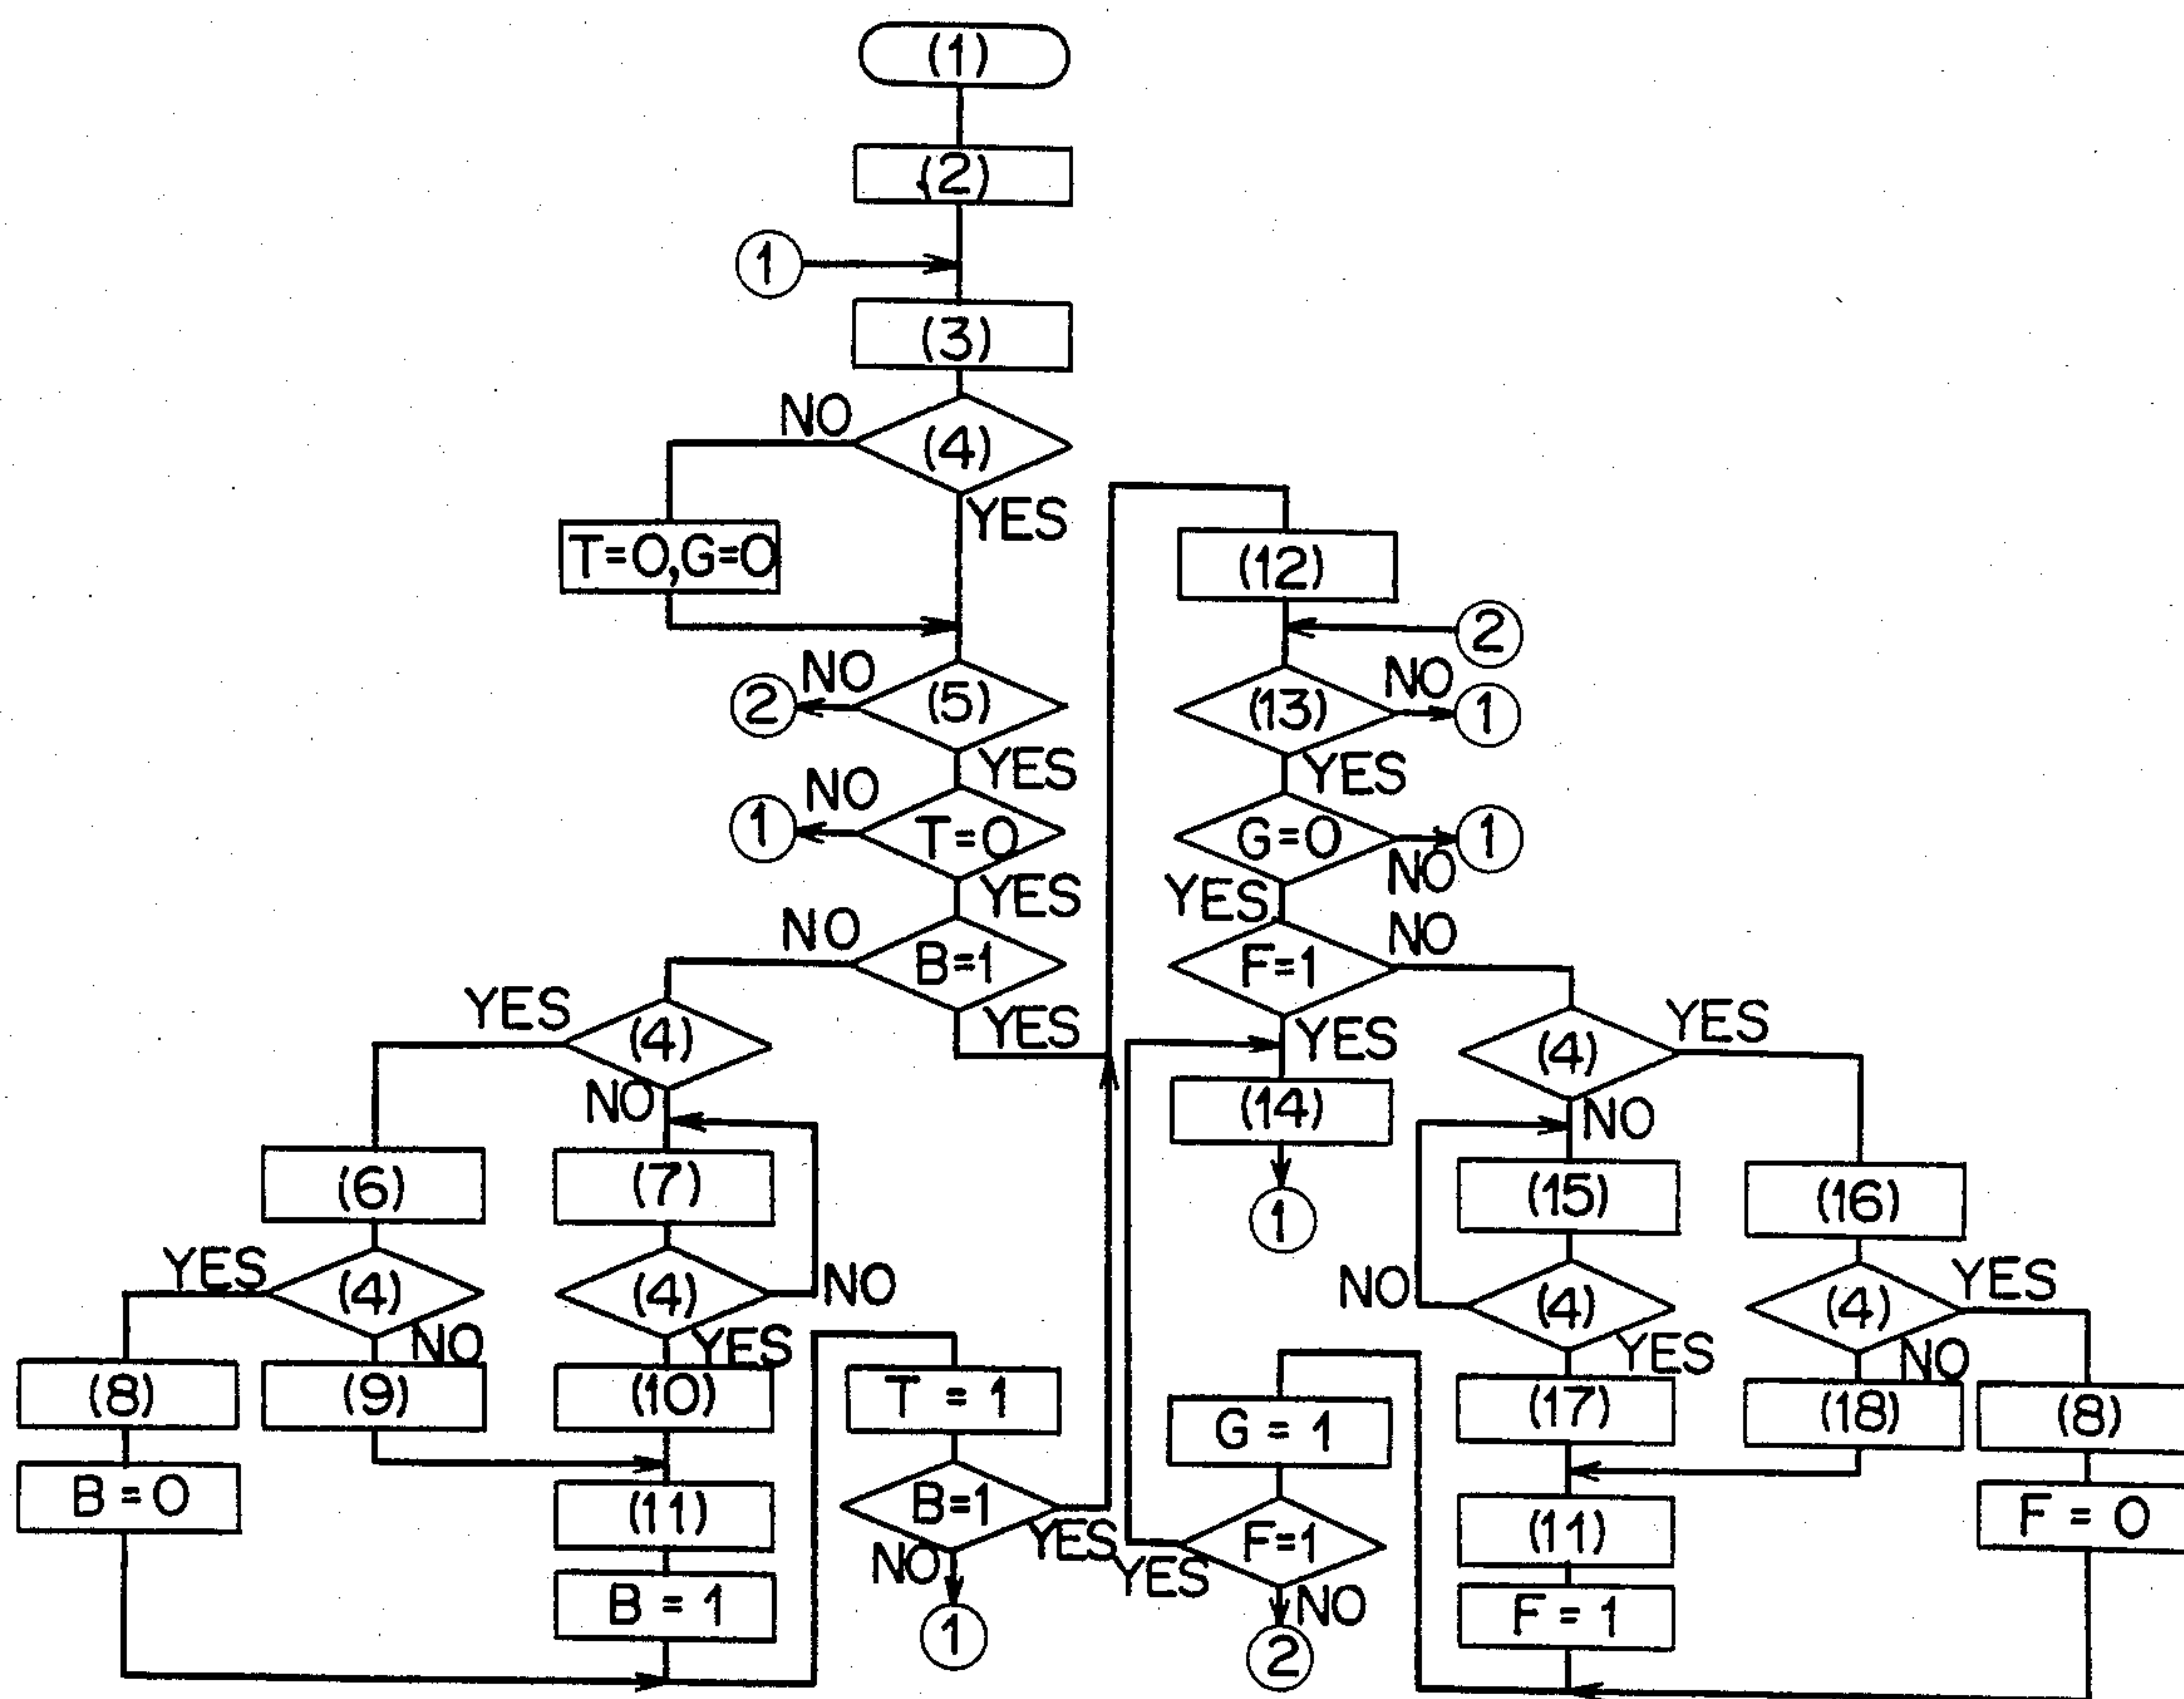 (1)
(2)
1
(3)
NO
(4)
YES
T=0,G=0
(12)
2
NO
(5)
2
(13)
NO
1
YES
YES
NO
1
T=0
G=0
1
NO
YES
YES
NO
B=1
F=1
NO
YES
YES
YES
(4)
NO
(4)
YES
NO
(14)
(6)
(7)
1
(15)
(16)
YES
(4)
NO
(4)
NO
YES
NO
(4)
YES
(4)
YES
NO
(8)
(9)
(10)
T = 1
G = 1
(17)
(18)
(8)
B = 0
(11)
B=1
YES
NO
1
F=1
YES
NO
2
(11)
F = 0
B = 1
F = 1